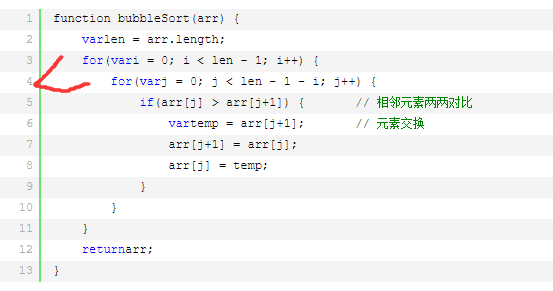 1 function bubbleSort(arr) {
2 varlen = arr.length;
3 for(vari = 0; i < len - 1; i++) {
4 for(varj = 0; j < len - 1 - i; j++) {
5 if(arr[j] > arr[j+1]) { // 相邻元素两两对比
6 vartemp = arr[j+1]; // 元素交换
7 arr[j+1] = arr[j];
8 arr[j] = temp;
9 }
10 }
11 }
12 returnarr;
13 }